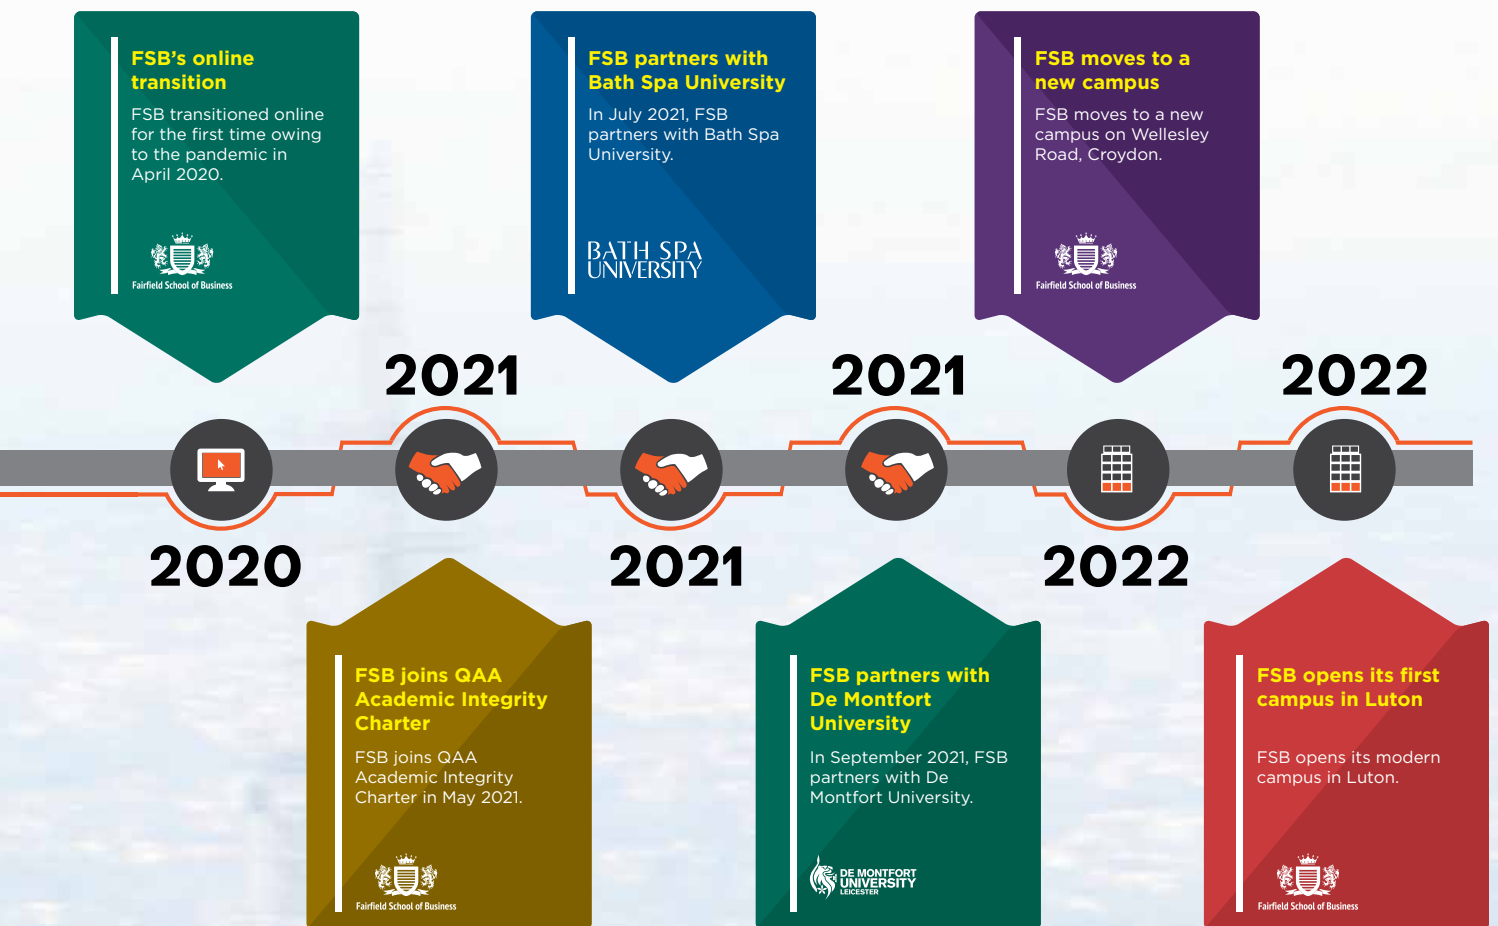 FSB’s online
transition
FSB transitioned online
for the first time owing
to the pandemic in
April 2020.
Fairfield School of Business
2020
2021
FSB joins QAA
Academic Integrity
Charter
FSB joins QAA
Academic Integrity
Charter in May 2021.
Fairfield School of Business
FSB partners with
Bath Spa University
In July 2021, FSB
partners with Bath Spa
University.
BATH SPA
UNIVERSITY
2021
2021
FSB partners with
De Montfort
University
In September 2021, FSB
partners with De
Montfort University.
DE MONTFORT
UNIVERSITY
LEICESTER
FSB moves to a
new campus
FSB moves to a new
campus on Wellesley
Road, Croydon.
Fairfield School of Business
2022
2022
FSB opens its first
campus in Luton
FSB opens its modern
campus in Luton.
Fairfield School of Business